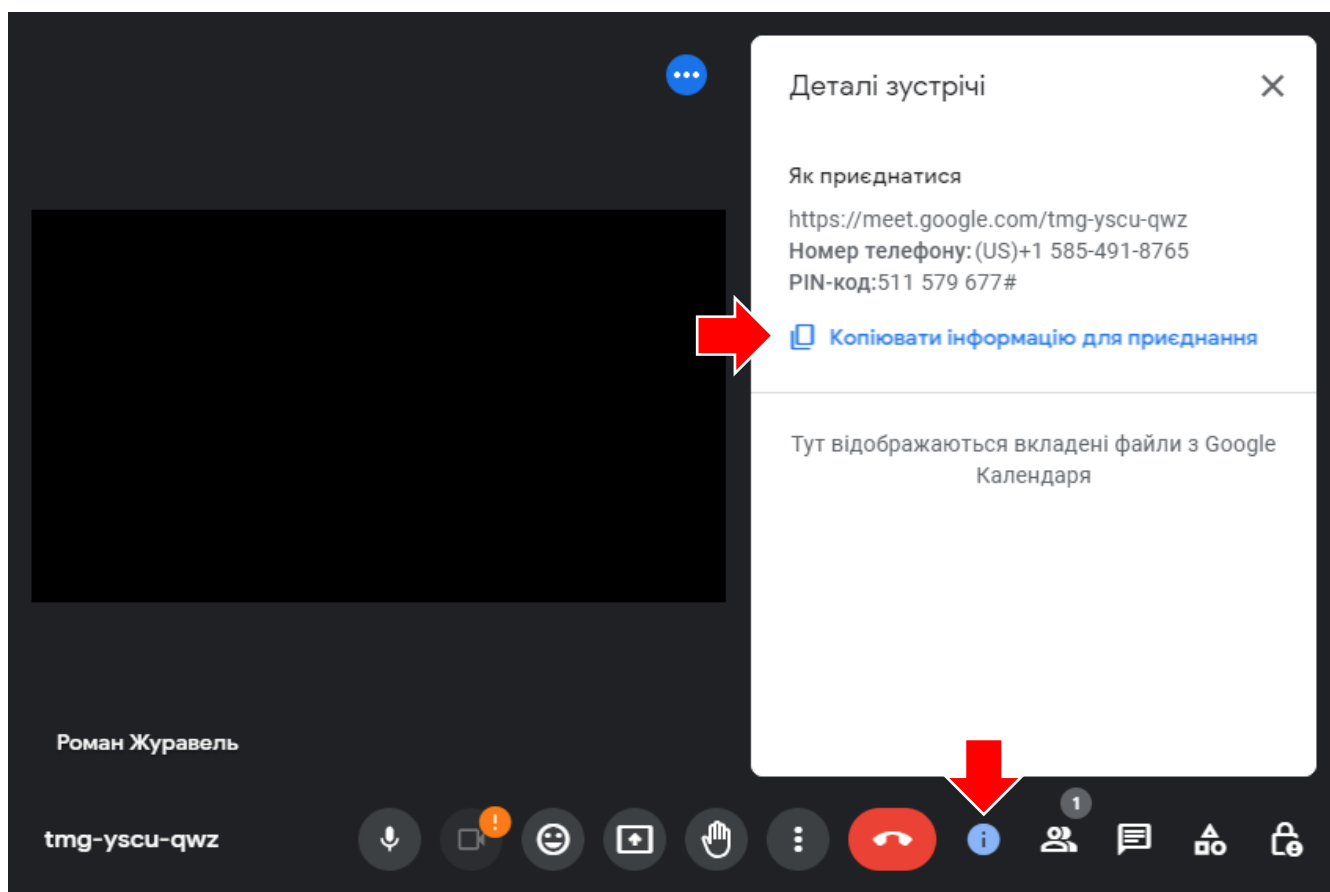 Деталі зустрічі
Як приєднатися
https://meet.google.com/tmg-yscu-qwz
Номер телефону: (US)+1 585-491-8765
PIN-код:511 579 677#
Копіювати інформацію для приєднання
Тут відображаються вкладені файли з Google
Календаря
Роман Журавель
1
tmg-yscu-qwz